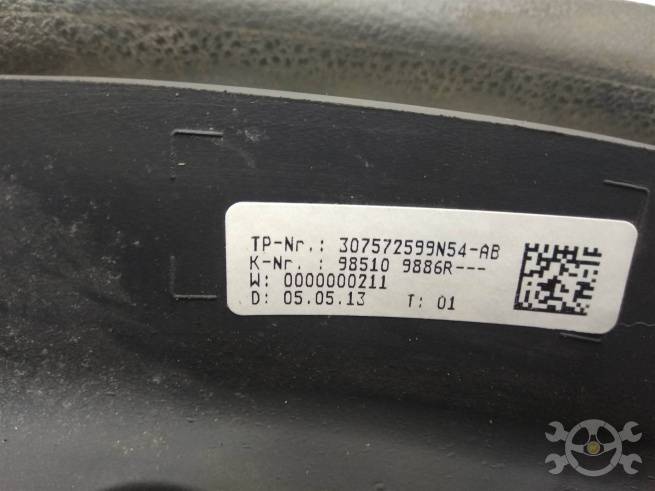 TP-Nr.: 307572599N54-AB
K-Nr. : 98510 9886R---
W: 0000000211
D: 05.05.13 T: 01